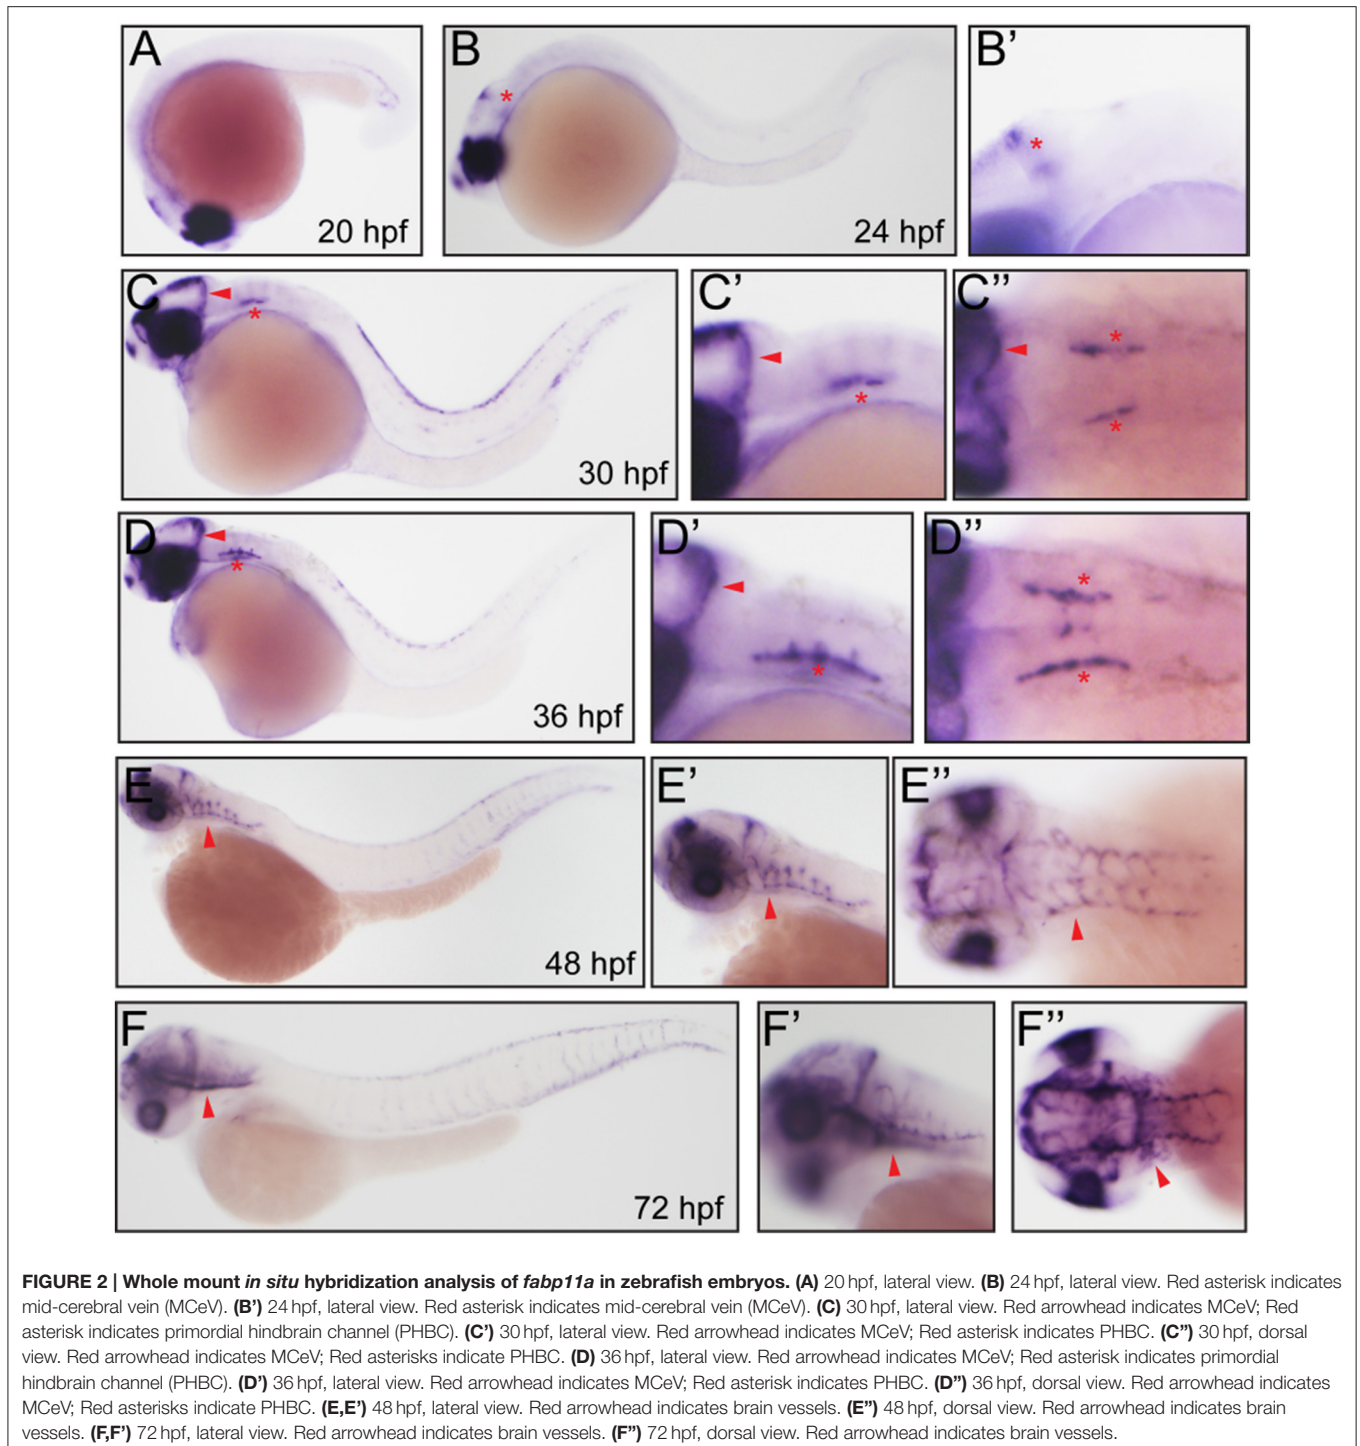 A
B
B’
20 hpf
24 hpf
*
*
C
C’
C”
*
*
*
*
30 hpf
D
D’
D”
*
*
*
*
36 hpf
E
E’
E”
48 hpf
F
F’
F”
72 hpf
FIGURE 2 | Whole mount in situ hybridization analysis of fabp11a in zebrafish embryos. (A) 20 hpf, lateral view. (B) 24 hpf, lateral view. Red asterisk indicates
mid-cerebral vein (MCeV). (B’) 24 hpf, lateral view. Red asterisk indicates mid-cerebral vein (MCeV). (C) 30 hpf, lateral view. Red arrowhead indicates MCeV; Red
asterisk indicates primordial hindbrain channel (PHBC). (C’) 30 hpf, lateral view. Red arrowhead indicates MCeV; Red asterisk indicates PHBC. (C”) 30 hpf, dorsal
view. Red arrowhead indicates MCeV; Red asterisks indicate PHBC. (D) 36 hpf, lateral view. Red arrowhead indicates MCeV; Red asterisk indicates primordial
hindbrain channel (PHBC). (D’) 36 hpf, lateral view. Red arrowhead indicates MCeV; Red asterisk indicates PHBC. (D”) 36 hpf, dorsal view. Red arrowhead indicates
MCeV; Red asterisks indicate PHBC. (E,E’) 48 hpf, lateral view. Red arrowhead indicates brain vessels. (E”) 48 hpf, dorsal view. Red arrowhead indicates brain
vessels. (F,F’) 72 hpf, lateral view. Red arrowhead indicates brain vessels. (F”) 72 hpf, dorsal view. Red arrowhead indicates brain vessels.